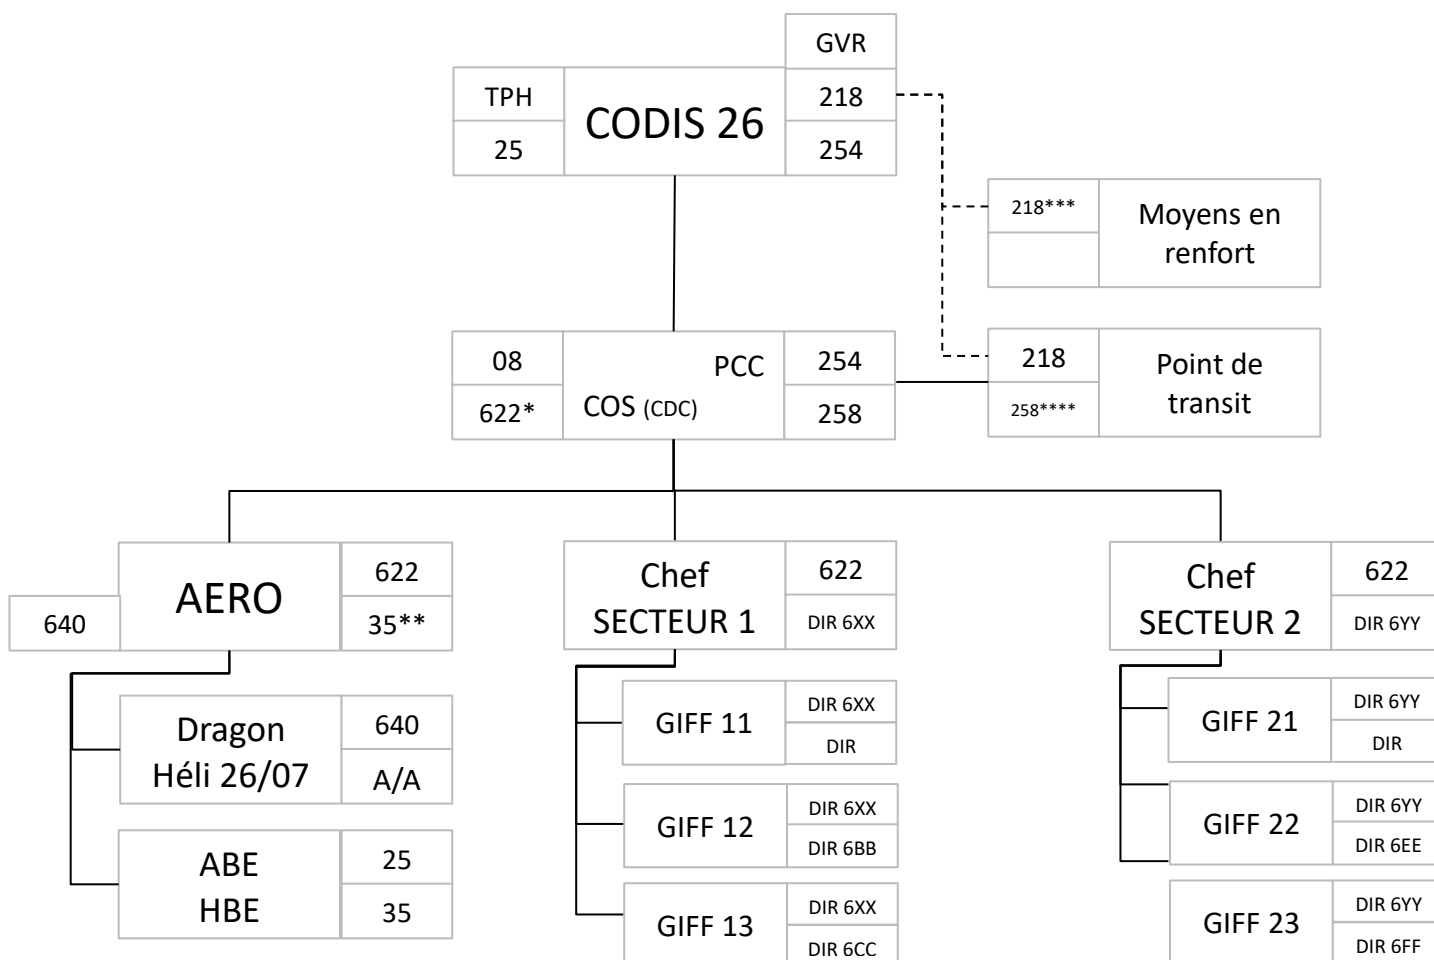 GVR
TPH
CODIS 26
218
25
254
218***
Moyens en
renfort
08
PCC
254
622*
COS (CDC)
258
218
Point de
transit
258****
640
AERO
622
35**
Chef
SECTEUR 1
622
DIR 6XX
Chef
SECTEUR 2
622
DIR 6YY
Dragon
Héli 26/07
640
A/A
GIFF 11
DIR 6XX
DIR
GIFF 21
DIR 6YY
DIR
GIFF 12
DIR 6XX
DIR 6BB
GIFF 22
DIR 6YY
DIR 6EE
ABE
HBE
25
35
GIFF 13
DIR 6XX
DIR 6CC
GIFF 23
DIR 6YY
DIR 6FF